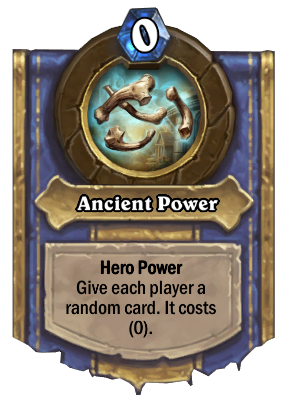 0
Ancient Power
Hero Power
Give each player a
random card. It costs
(0).